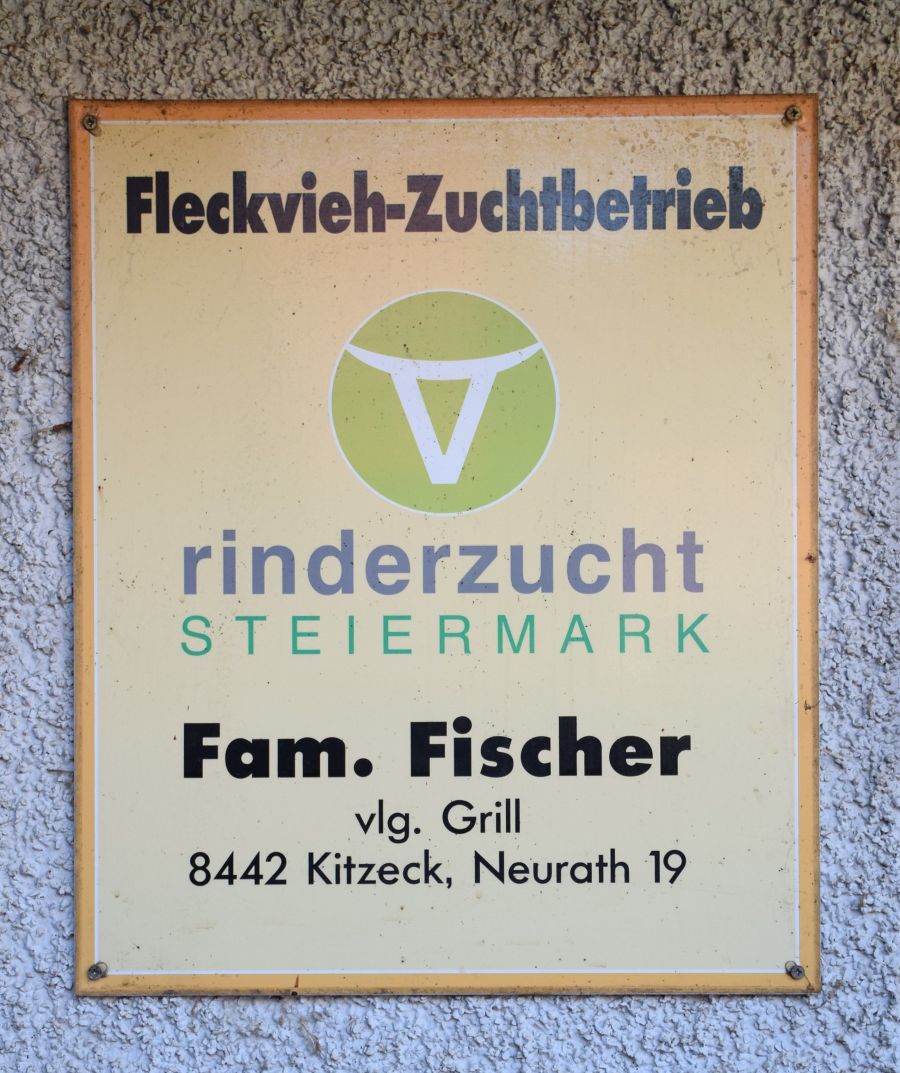 Fleckvieh-Zuchtbetrieb
rinderzucht
STEIERMARK
Fam. Fischer
vlg. Grill
8442 Kitzeck, Neurath 19